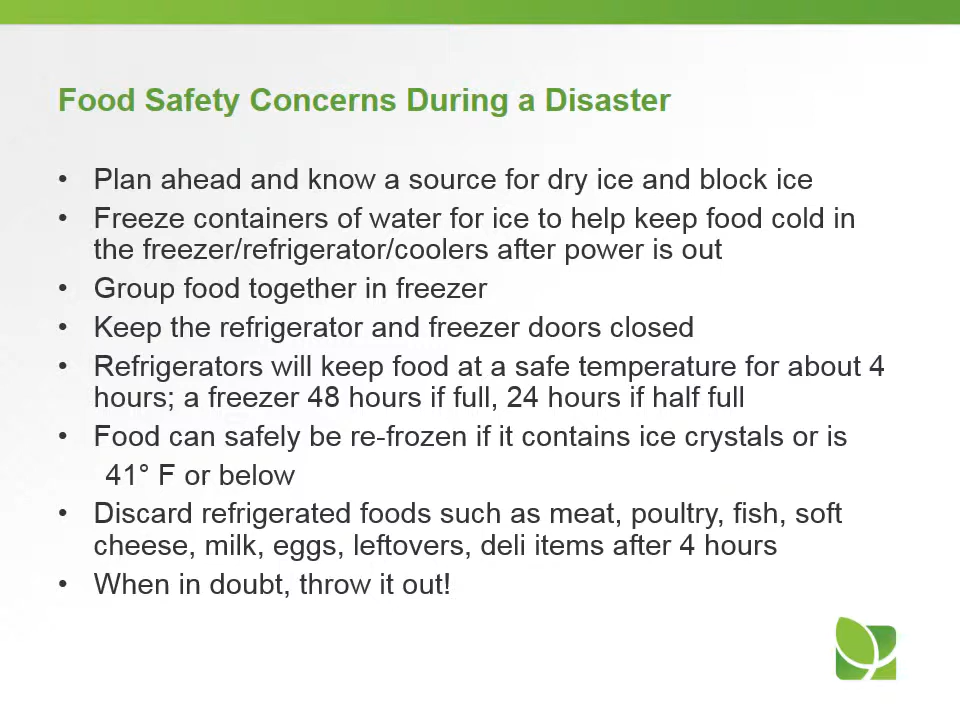 Food Safety Concerns During a Disaster
• Plan ahead and know a source for dry ice and block ice
• Freeze containers of water for ice to help keep food cold in
the freezer/refrigerator/coolers after power is out
• Group food together in freezer
• Keep the refrigerator and freezer doors closed
• Refrigerators will keep food at a safe temperature for about 4
hours; a freezer 48 hours if full, 24 hours if half full
• Food can safely be re-frozen if it contains ice crystals or is
41° F or below
• Discard refrigerated foods such as meat, poultry, fish, soft
cheese, milk, eggs, leftovers, deli items after 4 hours
• When in doubt, throw it out!